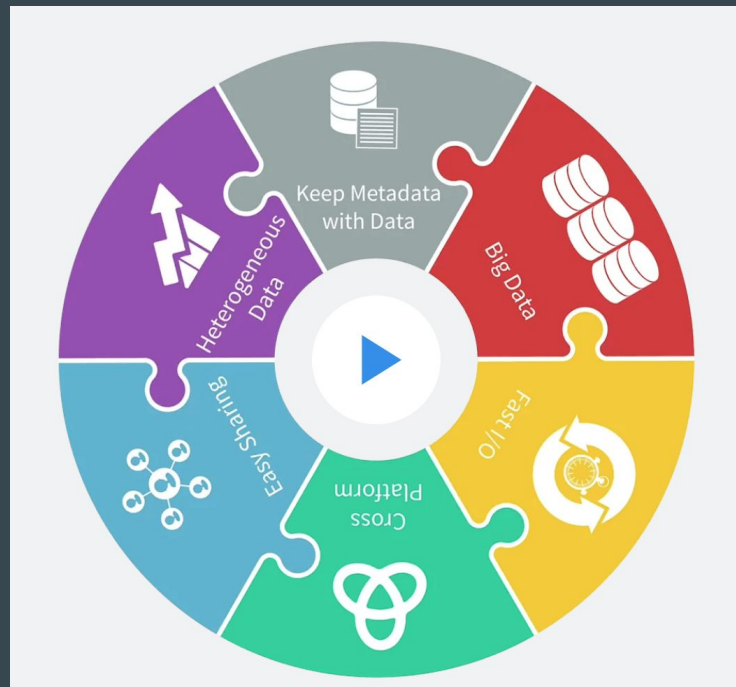 Keep Metadata
with Data
Big Data
Fast I/O
Cross
Platform
Easy Sharing
Heterogeneous
Data